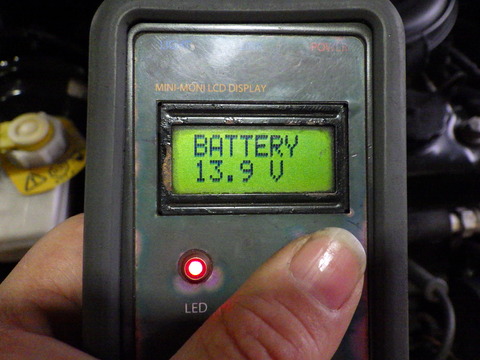 MINI-MONI LCD DISPLAY
BATTERY
13.9 V
LED